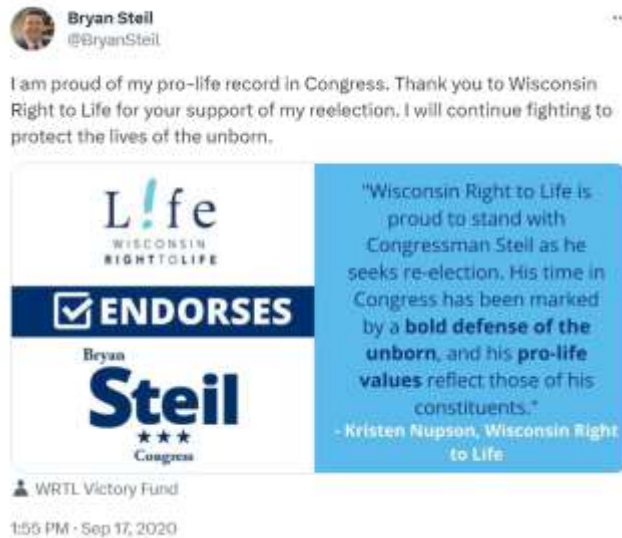 Bryan Steil
@BryanSteil
I am proud of my pro-life record in Congress. Thank you to Wisconsin
Right to Life for your support of my reelection. I will continue fighting to
protect the lives of the unborn.
L!fe
WISCONSIN
RIGHTTOLIFE
ENDORSES
Bryan
Steil
Congress
"Wisconsin Right to Life is
proud to stand with
Congressman Steil as he
seeks re-election. His time in
Congress has been marked
by a bold defense of the
unborn, and his pro-life
values reflect those of his
constituents."
- Kristen Nupson, Wisconsin Right
to Life
WRTL Victory Fund
1:55 PM · Sep 17, 2020